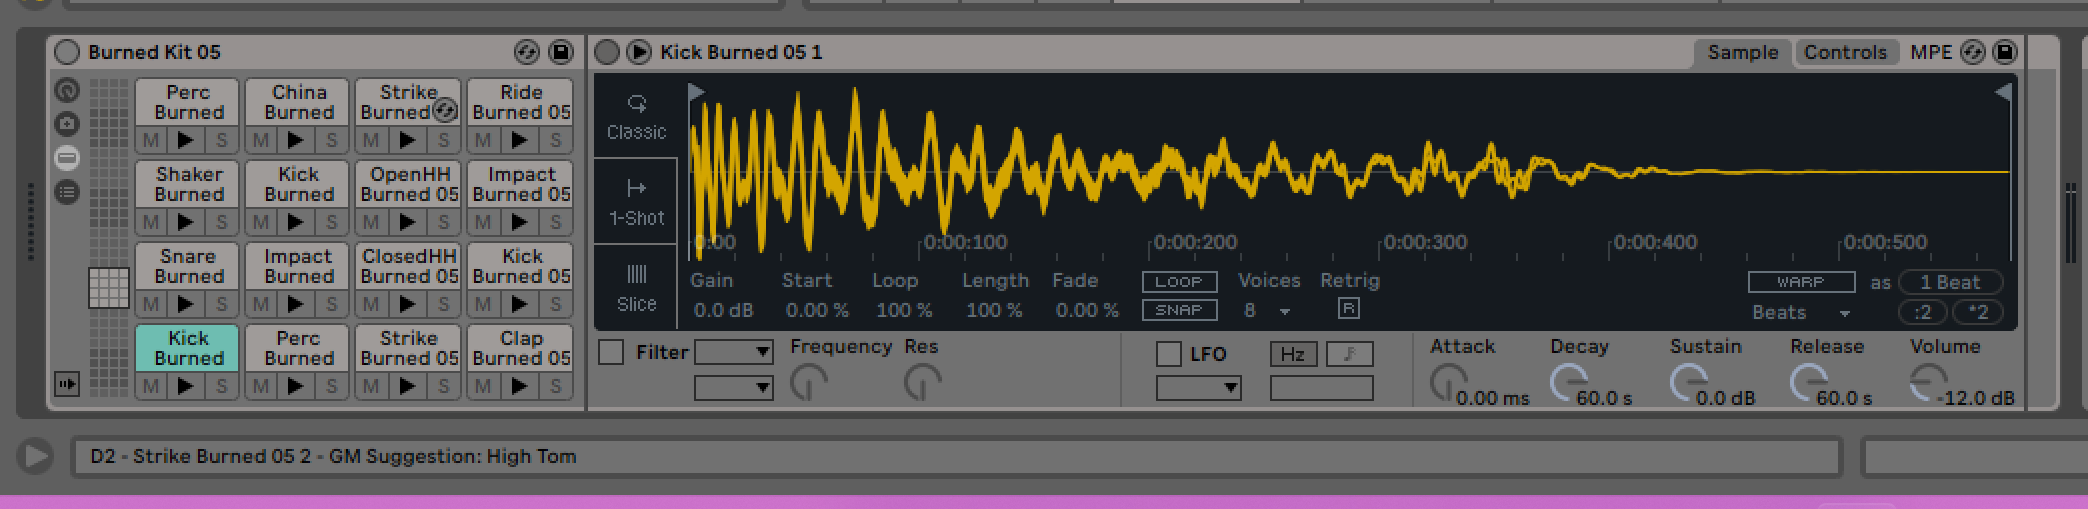 Burned Kit 05
Kick Burned 05 1
Sample
Controls
MPE
Perc
Burned
China
Burned
Strike
Burned
Ride
Burned 05
M S M S M S M S
Shaker
Burned
Kick
Burned
OpenHH
Burned 05
Impact
Burned 05
M S M S M S M S
Snare
Burned
Impact
Burned
ClosedHH
Burned
Kick
Burned 05
M S M S M S M S
Kick
Burned
Perc
Burned
Strike
Burned 05
Clap
Burned 05
M S M S M S M S
Classic
1-Shot
Slice
0:00 0:00:100 0:00:200 0:00:300 0:00:400 0:00:500
Gain Start Loop Length Fade LOOP Voices Retrig WARP as 1 Beat
0.0 dB 0.00 % 100 % 100 % 0.00 % SNAP 8 R Beats :2 *2
Filter Frequency Res LFO Hz Attack Decay Sustain Release Volume
0.00 ms 60.0 s 0.0 dB 60.0 s -12.0 dB
D2 - Strike Burned 05 2 - GM Suggestion: High Tom